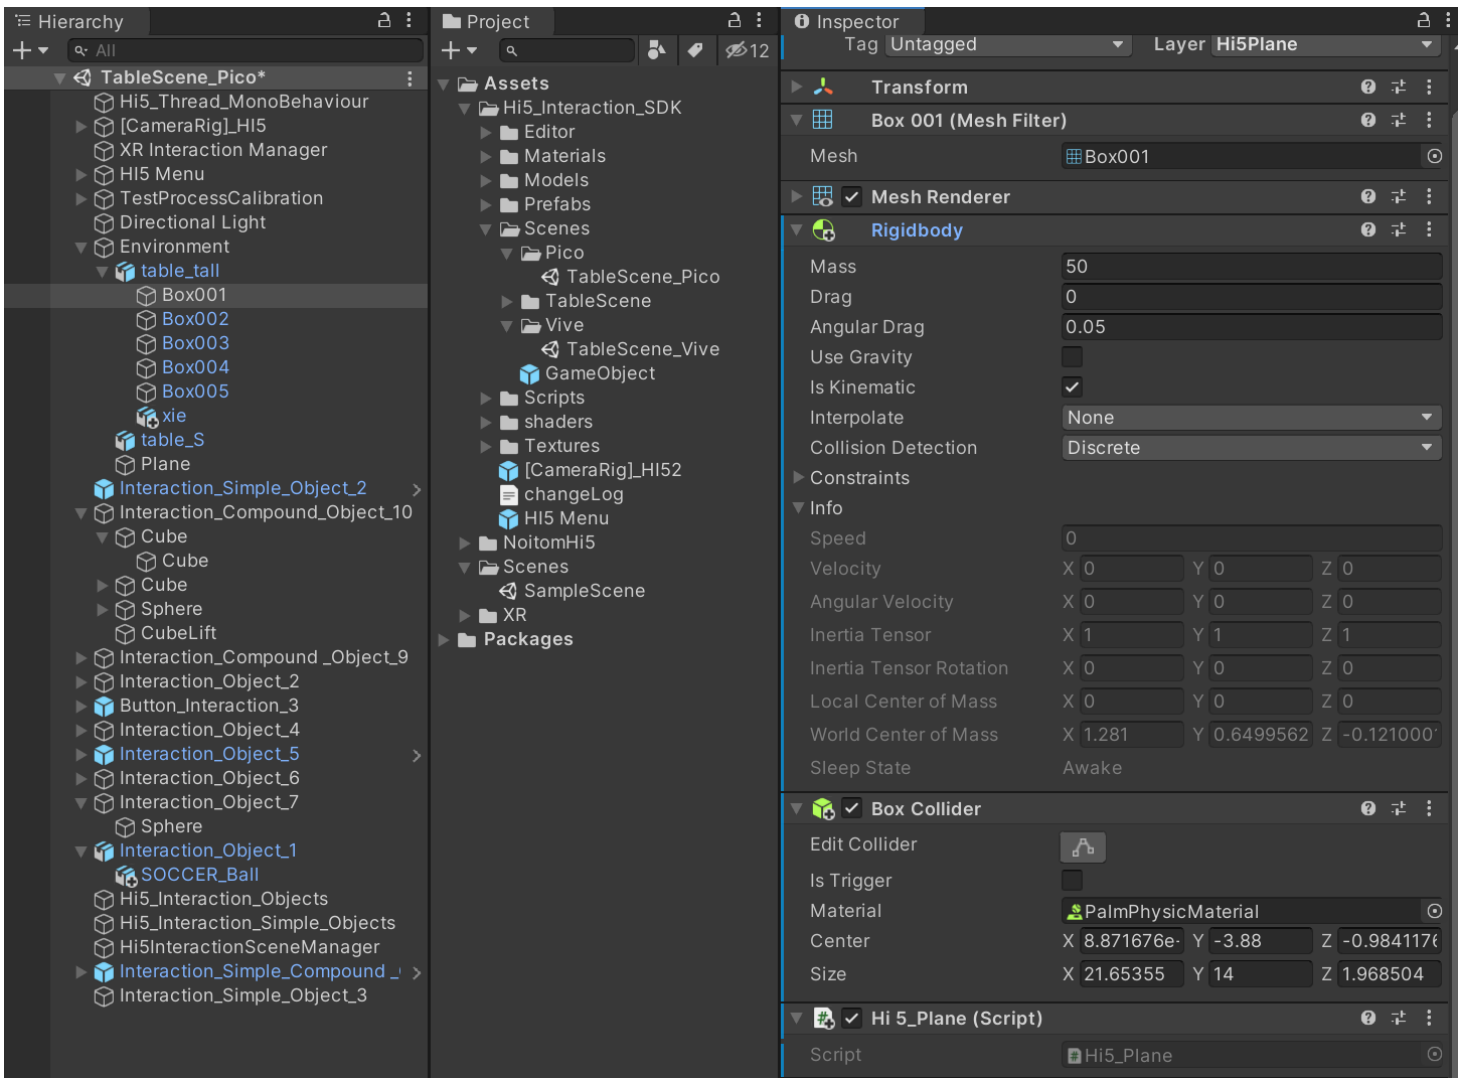 Hierarchy
All
TableScene_Pico*
Hi5_Thread_MonoBehaviour
[CameraRig]_HI5
XR Interaction Manager
HI5 Menu
TestProcessCalibration
Directional Light
Environment
table_tall
Box001
Box002
Box003
Box004
Box005
xie
table_S
Plane
Interaction_Simple_Object_2
Interaction_Compound_Object_10
Cube
Cube
Cube
Sphere
CubeLift
Interaction_Compound _Object_9
Interaction_Object_2
Button_Interaction_3
Interaction_Object_4
Interaction_Object_5
Interaction_Object_6
Interaction_Object_7
Sphere
Interaction_Object_1
SOCCER_Ball
Hi5_Interaction_Objects
Hi5_Interaction_Simple_Objects
Hi5InteractionSceneManager
Interaction_Simple_Compound _
Interaction_Simple_Object_3
Project
12
Assets
Hi5_Interaction_SDK
Editor
Materials
Models
Prefabs
Scenes
Pico
TableScene_Pico
TableScene
Vive
TableScene_Vive
GameObject
Scripts
shaders
Textures
[CameraRig]_HI52
changeLog
HI5 Menu
NoitomHi5
Scenes
SampleScene
XR
Packages
Inspector
Tag Untagged Layer Hi5Plane
Transform
Box 001 (Mesh Filter)
Mesh Box001
Mesh Renderer
Rigidbody
Mass 50
Drag 0
Angular Drag 0.05
Use Gravity
Is Kinematic
Interpolate None
Collision Detection Discrete
Constraints
Info
Speed 0
Velocity X 0 Y 0 Z 0
Angular Velocity X 0 Y 0 Z 0
Inertia Tensor X 1 Y 1 Z 1
Inertia Tensor Rotation X 0 Y 0 Z 0
Local Center of Mass X 0 Y 0 Z 0
World Center of Mass X 1.281 Y 0.6499562 Z -0.121000
Sleep State Awake
Box Collider
Edit Collider
Is Trigger
Material PalmPhysicMaterial
Center X 8.871676e- Y -3.88 Z -0.9841176
Size X 21.65355 Y 14 Z 1.968504
Hi 5_Plane (Script)
Script Hi5_Plane